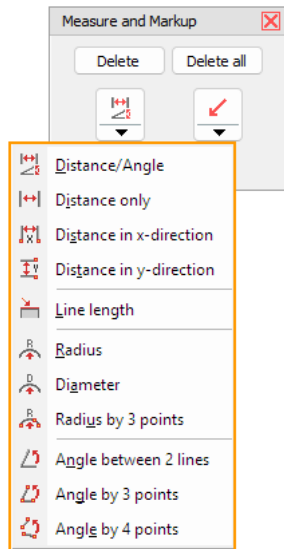 Measure and Markup
Delete Delete all
Distance/Angle
Distance only
Distance in x-direction
Distance in y-direction
Line length
Radius
Diameter
Radius by 3 points
Angle between 2 lines
Angle by 3 points
Angle by 4 points